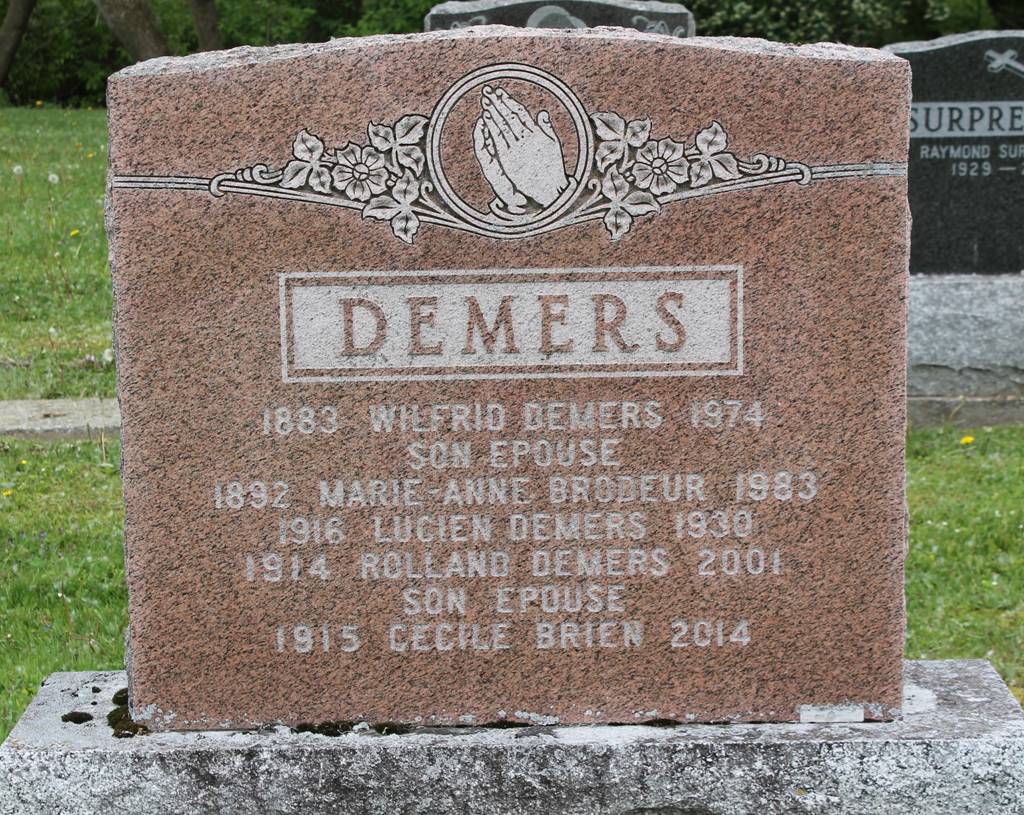 DEMERS
1883 WILFRID DEMERS 1974
SON EPOUSE
1892 MARIE-ANNE BRODEUR 1983
1916 LUCIEN DEMERS 1930
1914 ROLLAND DEMERS 2001
SON EPOUSE
1915 CECILE BRIEN 2014
SURPRE
RAYMOND SUR
1929 —